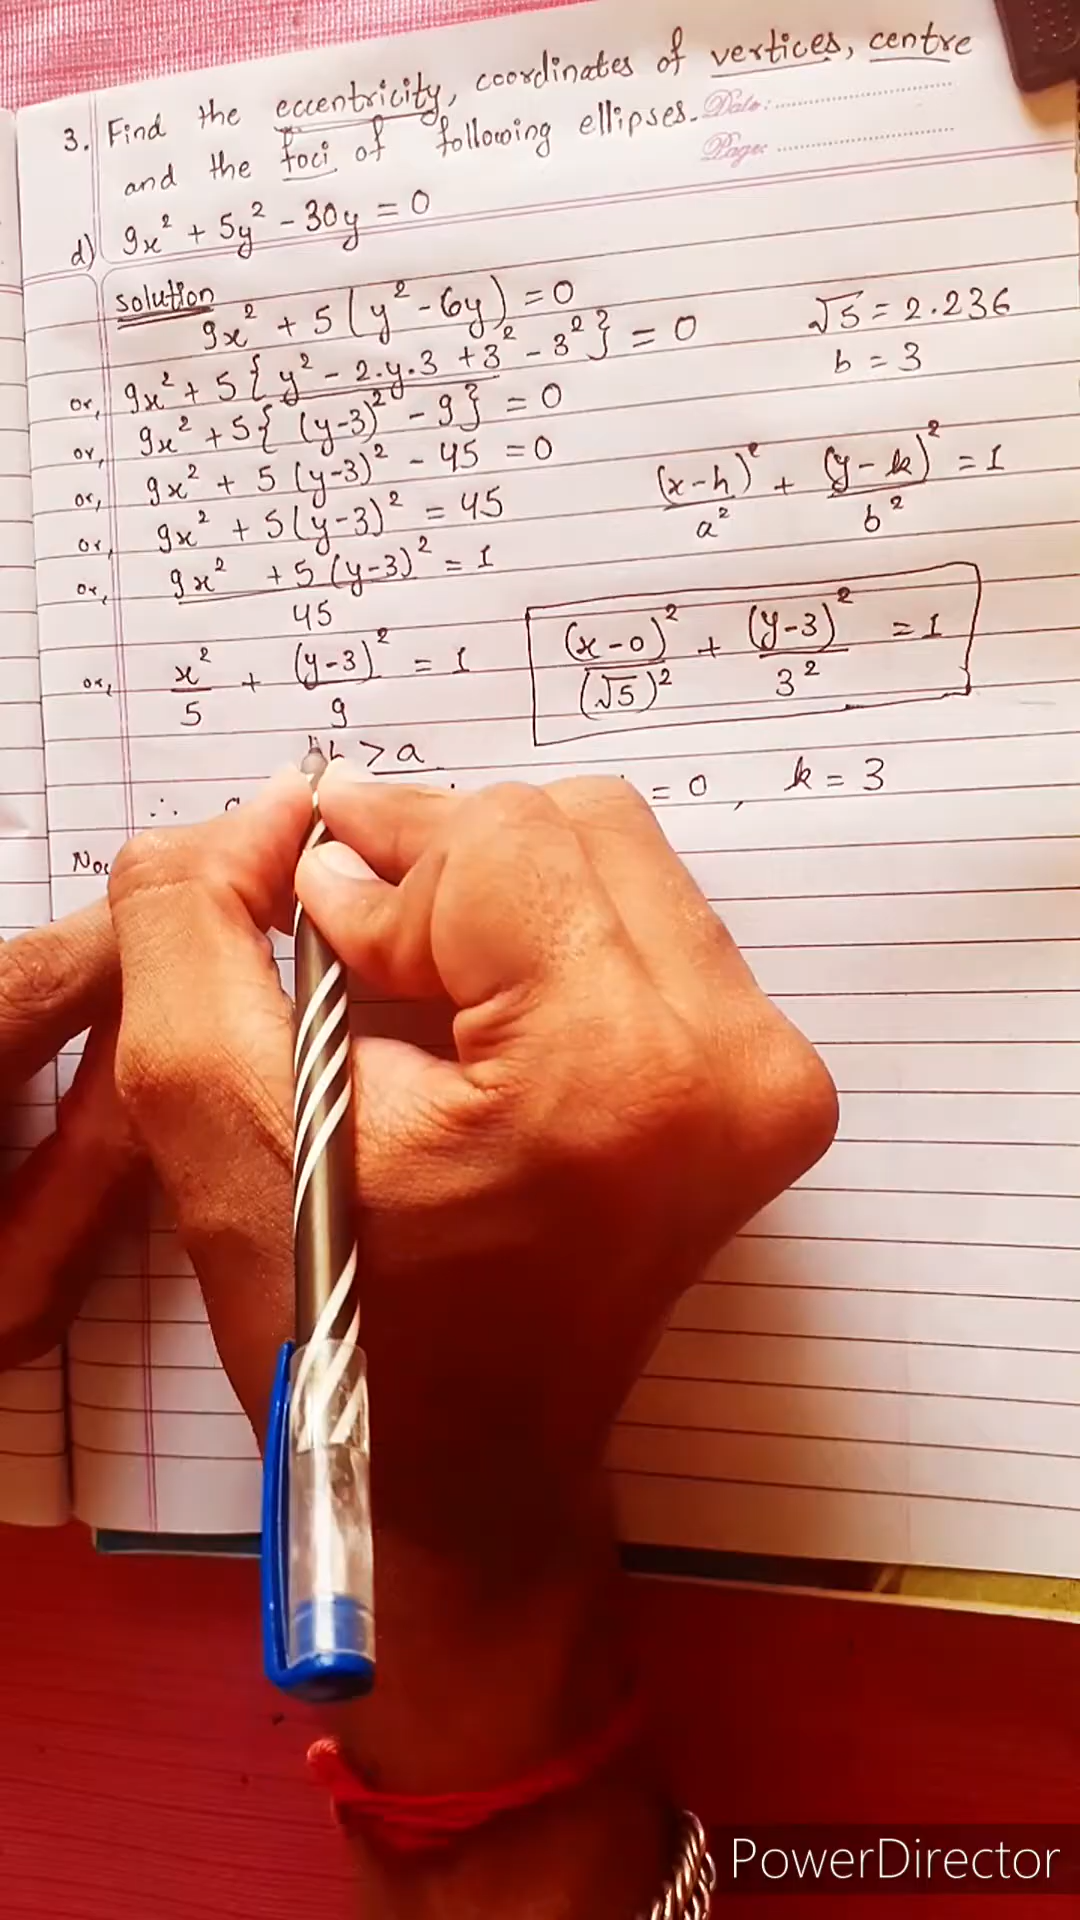 3. Find the eccentricity, coordinates of vertices, centre
and the foci of following ellipses.
Date:
Page:
d) 9x² + 5y² - 30y = 0
solution
9x² + 5(y² - 6y) = 0
or, 9x² + 5{y² - 2.y.3 + 3² - 3²} = 0
or, 9x² + 5{(y-3)² - 9} = 0
or, 9x² + 5(y-3)² - 45 = 0
or, 9x² + 5(y-3)² = 45
or, 9x² + 5(y-3)² / 45 = 1
or, x²/5 + (y-3)²/9 = 1
√5 = 2.236
b = 3
(x-h)²/a² + (y-k)²/b² = 1
(x-0)²/(√5)² + (y-3)²/3² = 1
b > a
∴ = 0, k = 3
PowerDirector